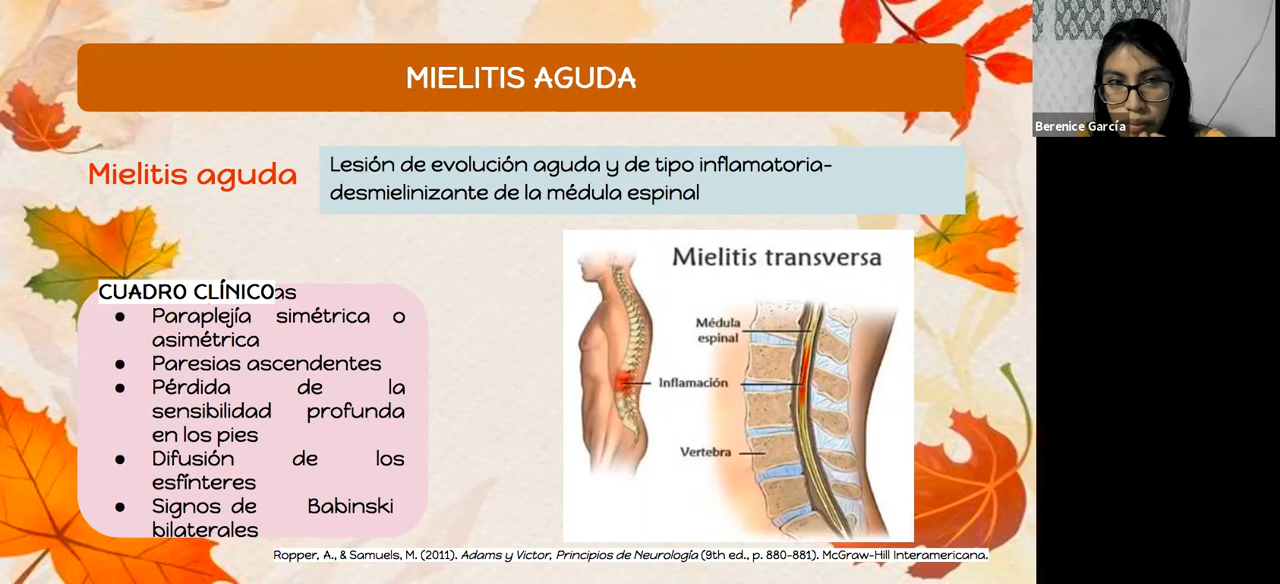 MIELITIS AGUDA
Berenice García
Mielitis aguda
Lesión de evolución aguda y de tipo inflamatoria-
desmielinizante de la médula espinal
Mielitis transversa
Médula
espinal
Inflamación
Vertebra
CUADRO CLÍNICO as
● Paraplejía simétrica o
asimétrica
● Paresias ascendentes
● Pérdida de la
sensibilidad profunda
en los pies
● Difusión de los
esfínteres
● Signos de Babinski
bilaterales
Ropper, A., & Samuels, M. (2011). Adams y Victor, Principios de Neurología (9th ed., p. 880-881). McGraw-Hill Interamericana.